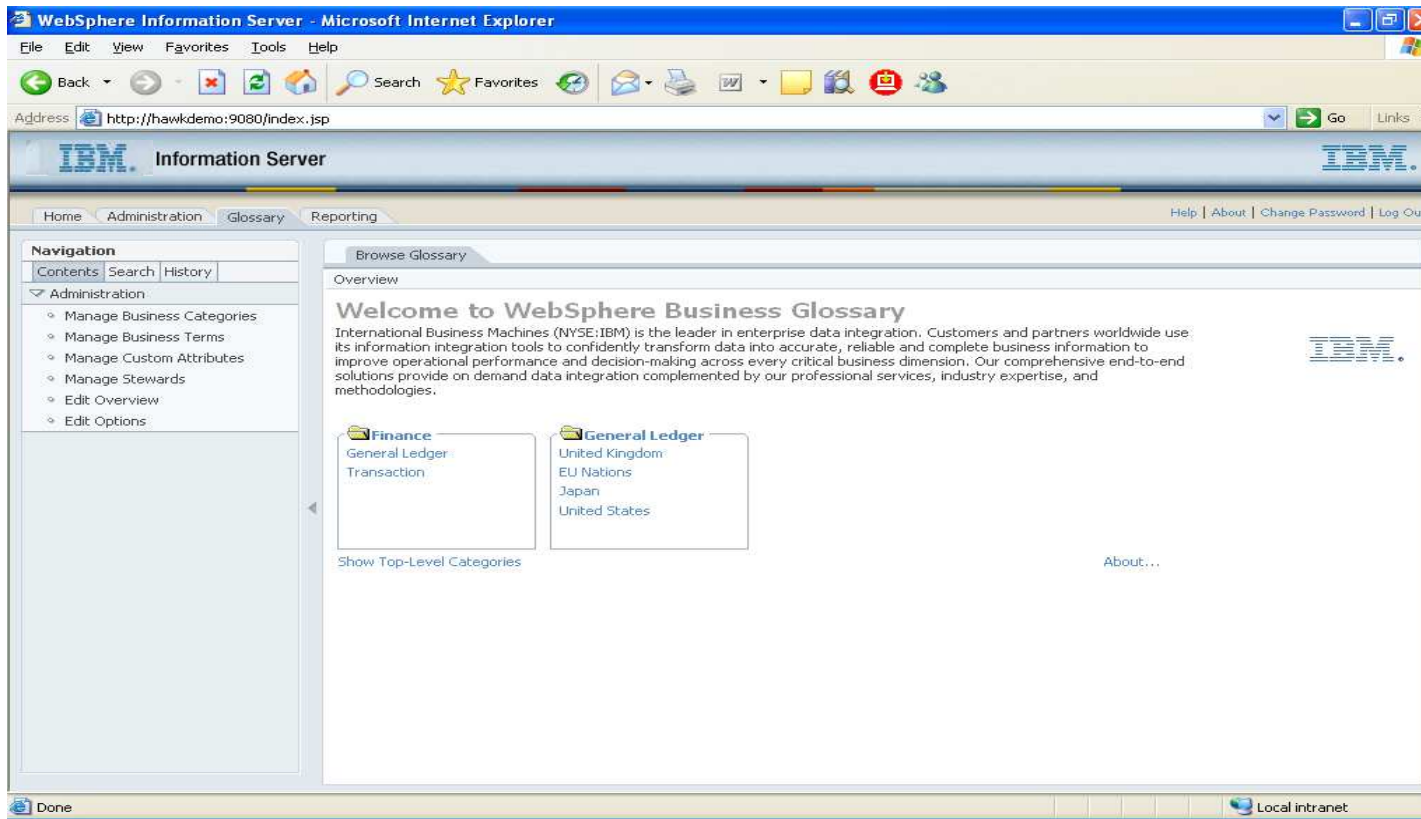 WebSphere Information Server - Microsoft Internet Explorer
File Edit View Favorites Tools Help
Back Search Favorites
Address http://hawkdemo:9080/index.jsp Go Links
IBM. Information Server IBM.
Home Administration Glossary Reporting Help | About | Change Password | Log Ou
Navigation
Contents Search History
Administration
Manage Business Categories
Manage Business Terms
Manage Custom Attributes
Manage Stewards
Edit Overview
Edit Options
Browse Glossary
Overview
Welcome to WebSphere Business Glossary
International Business Machines (NYSE:IBM) is the leader in enterprise data integration. Customers and partners worldwide use
its information integration tools to confidently transform data into accurate, reliable and complete business information to
improve operational performance and decision-making across every critical business dimension. Our comprehensive end-to-end
solutions provide on demand data integration complemented by our professional services, industry expertise, and
methodologies.
IBM.
Finance
General Ledger
Transaction
General Ledger
United Kingdom
EU Nations
Japan
United States
Show Top-Level Categories About...
Done Local intranet